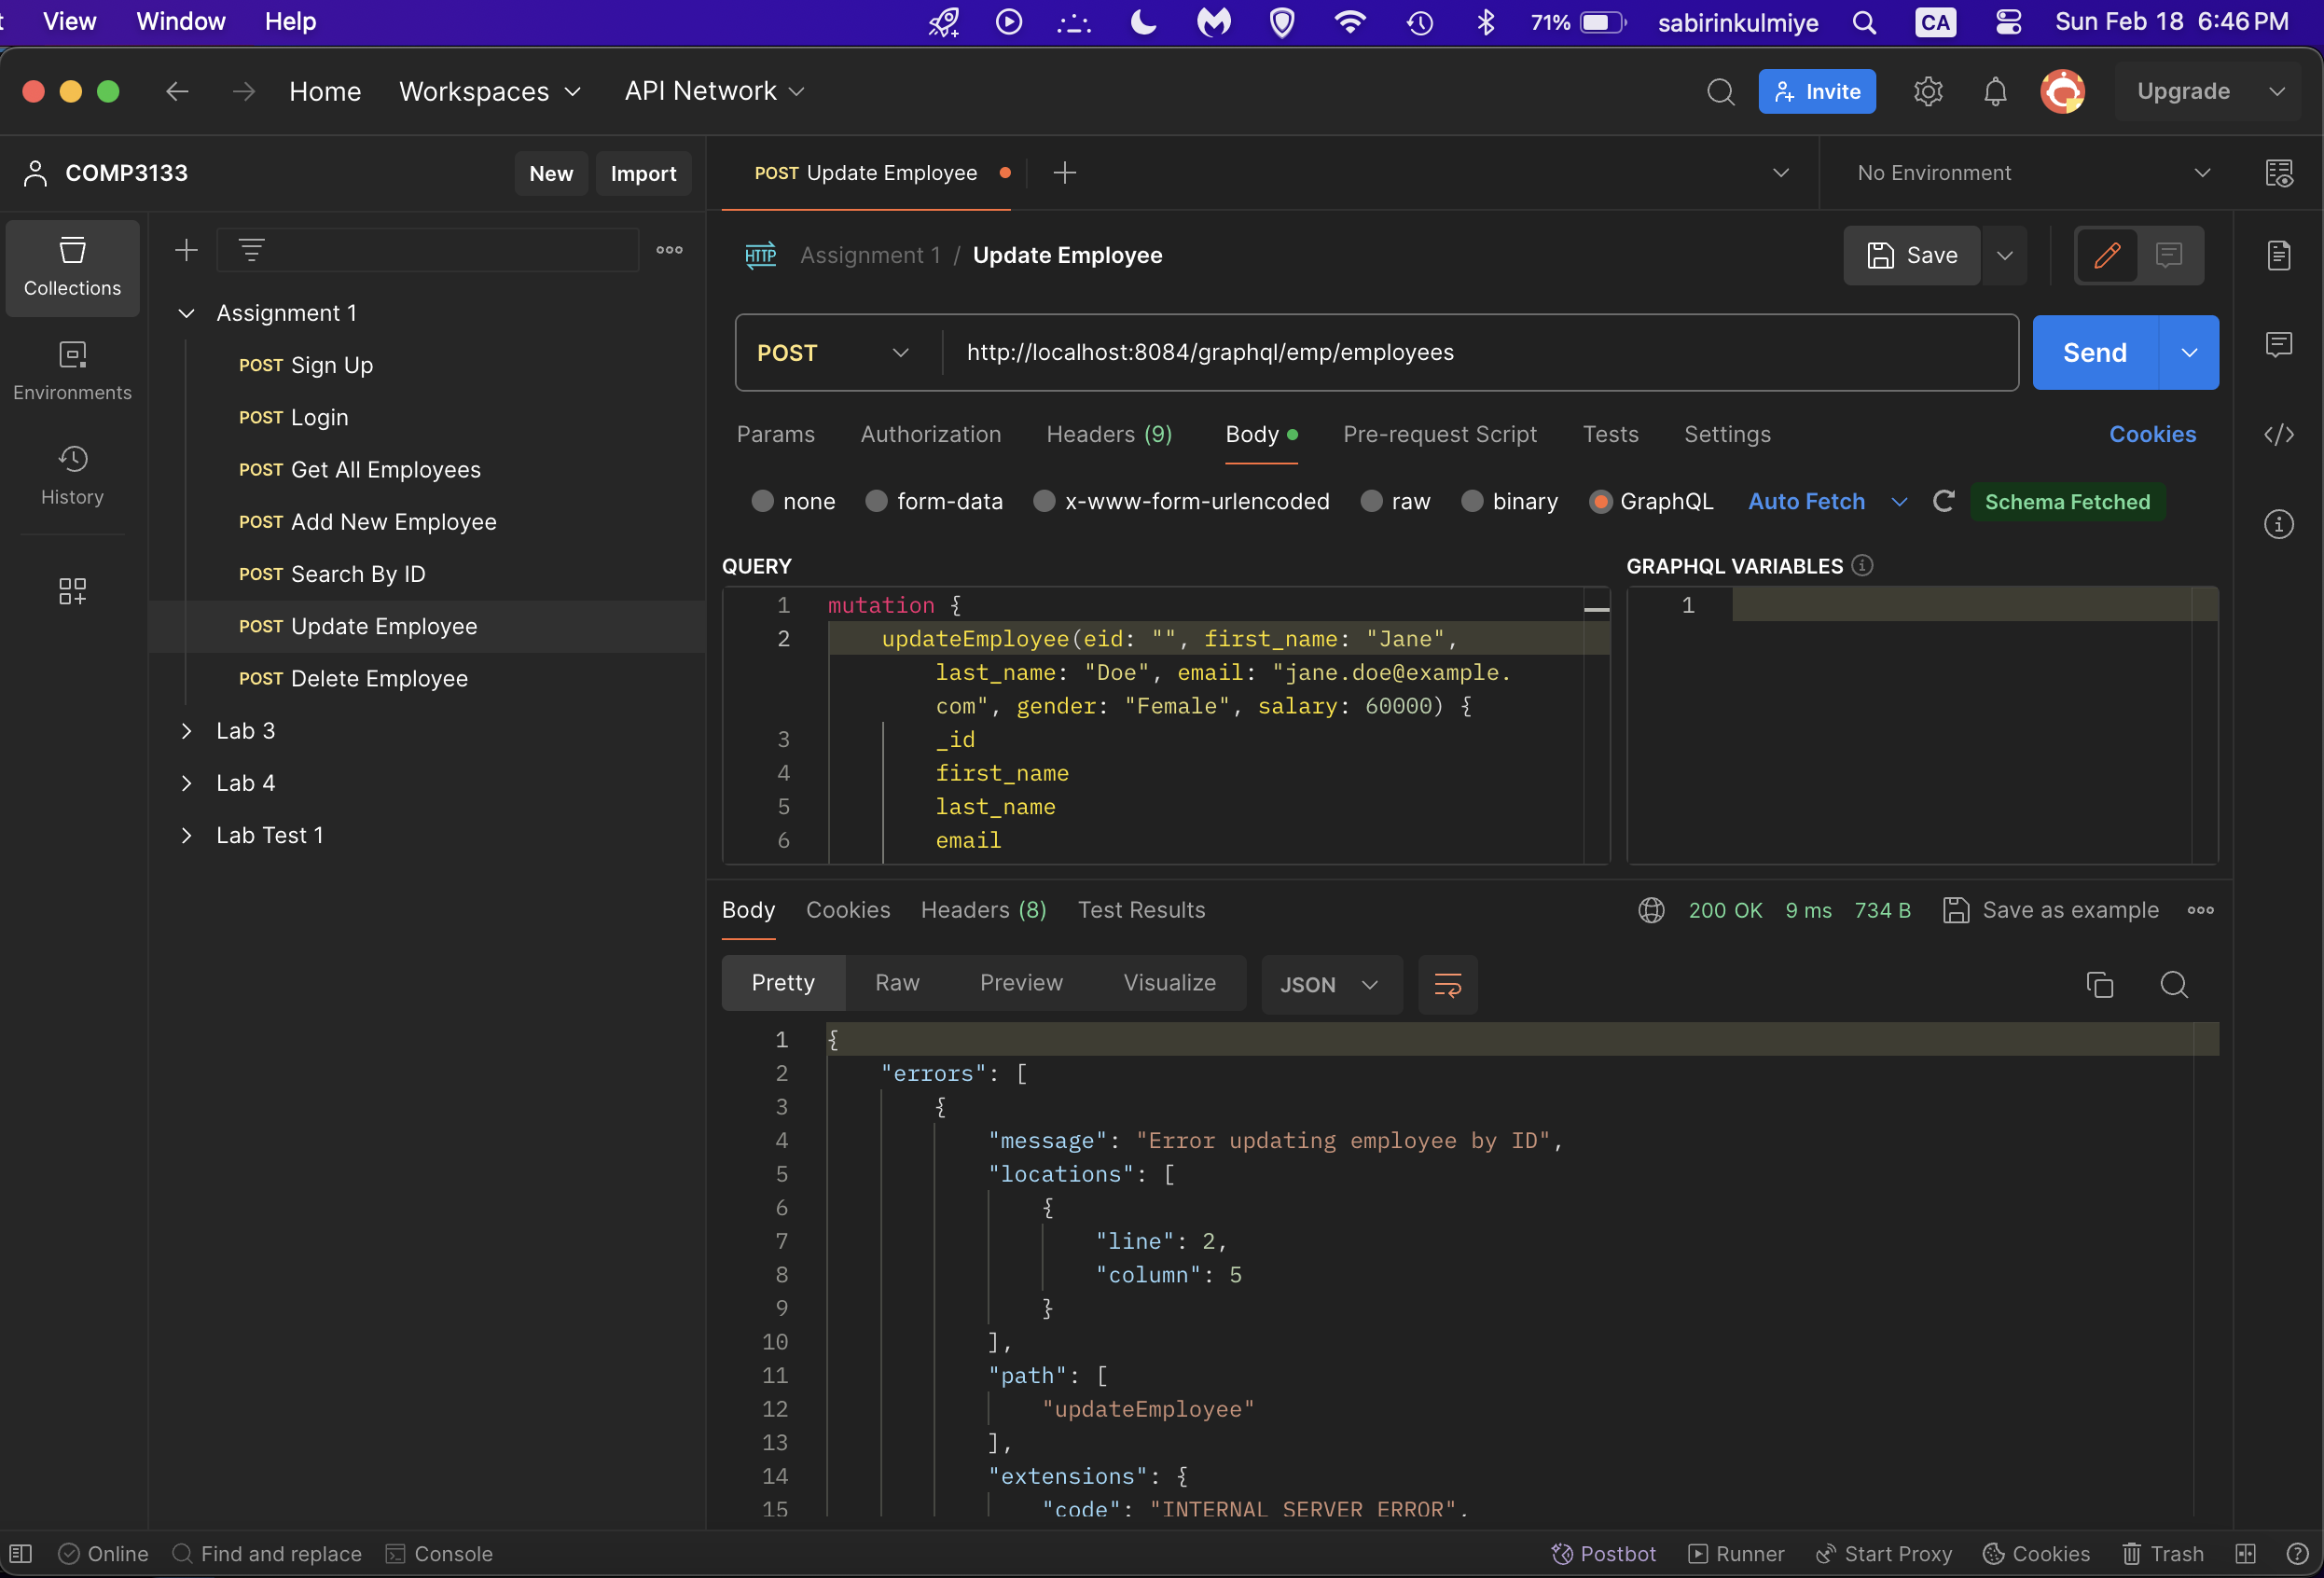 View Window Help
71% sabirinkulmiye CA Sun Feb 18 6:46 PM
Home Workspaces API Network Invite Upgrade
COMP3133 New Import
POST Update Employee No Environment
Collections
Environments
History
Assignment 1
POST Sign Up
POST Login
POST Get All Employees
POST Add New Employee
POST Search By ID
POST Update Employee
POST Delete Employee
Lab 3
Lab 4
Lab Test 1
HTTP Assignment 1 / Update Employee Save
POST http://localhost:8084/graphql/emp/employees Send
Params Authorization Headers (9) Body Pre-request Script Tests Settings Cookies
none form-data x-www-form-urlencoded raw binary GraphQL Auto Fetch Schema Fetched
QUERY
1 mutation {
2 updateEmployee(eid: "", first_name: "Jane",
last_name: "Doe", email: "jane.doe@example.
com", gender: "Female", salary: 60000) {
3 _id
4 first_name
5 last_name
6 email
GRAPHQL VARIABLES
1
Body Cookies Headers (8) Test Results 200 OK 9 ms 734 B Save as example
Pretty Raw Preview Visualize JSON
1 {
2 "errors": [
3 {
4 "message": "Error updating employee by ID",
5 "locations": [
6 {
7 "line": 2,
8 "column": 5
9 }
10 ],
11 "path": [
12 "updateEmployee"
13 ],
14 "extensions": {
15 "code": "INTERNAL_SERVER_ERROR",
Online Find and replace Console Postbot Runner Start Proxy Cookies Trash